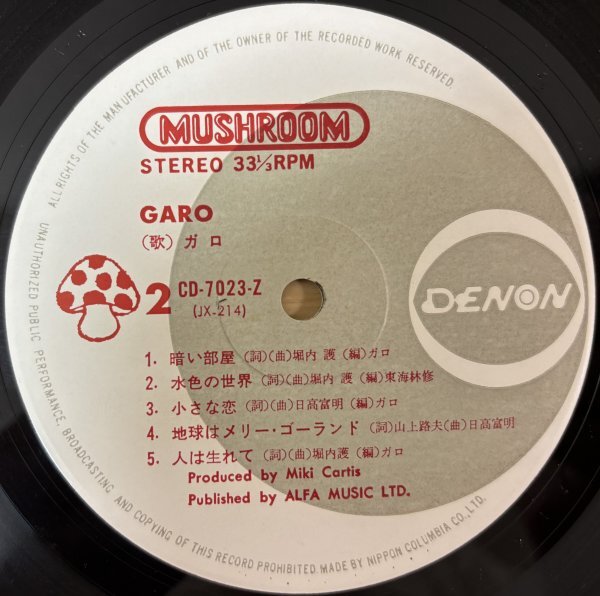 ALL RIGHTS OF THE MANUFACTURER AND OF THE OWNER OF THE RECORDED WORK RESERVED.
MUSHROOM
STEREO 33⅓RPM
GARO
(歌) ガロ
2 CD-7023-Z
(JX-214)
DENON
1. 暗い部屋 (詞)(曲)堀内 護 (編)ガロ
2. 水色の世界 (詞)(曲)堀内 護 (編)東海林修
3. 小さな恋 (詞)(曲)日高富明 (編)ガロ
4. 地球はメリー・ゴーランド (詞)山上路夫(曲)日高富明
5. 人は生れて (詞)(曲)堀内護 (編)ガロ
Produced by Miki Cartis
Published by ALFA MUSIC LTD.
UNAUTHORIZED PUBLIC PERFORMANCE, BROADCASTING AND COPYING OF THIS RECORD PROHIBITED. MADE BY NIPPON COLUMBIA CO., LTD.